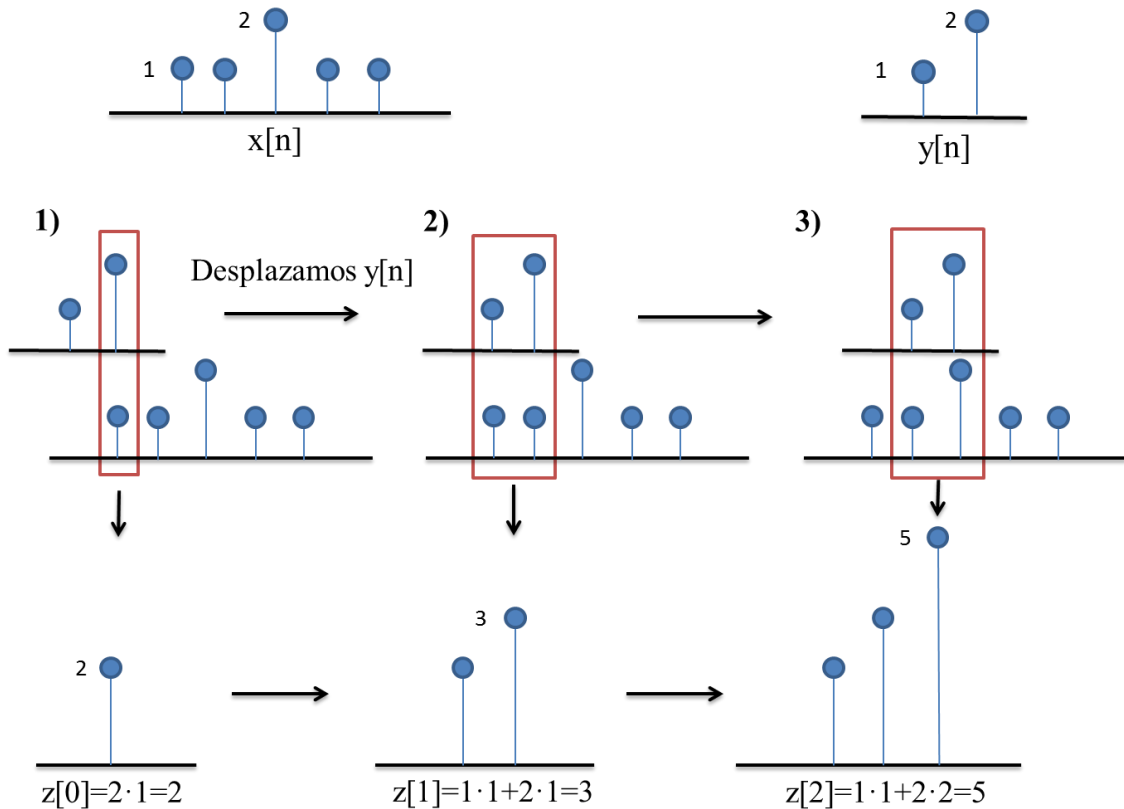 2
1
x[n]
2
1
y[n]
1)
2)
3)
Desplazamos y[n]
2
3
5
z[0]=2·1=2
z[1]=1·1+2·1=3
z[2]=1·1+2·2=5